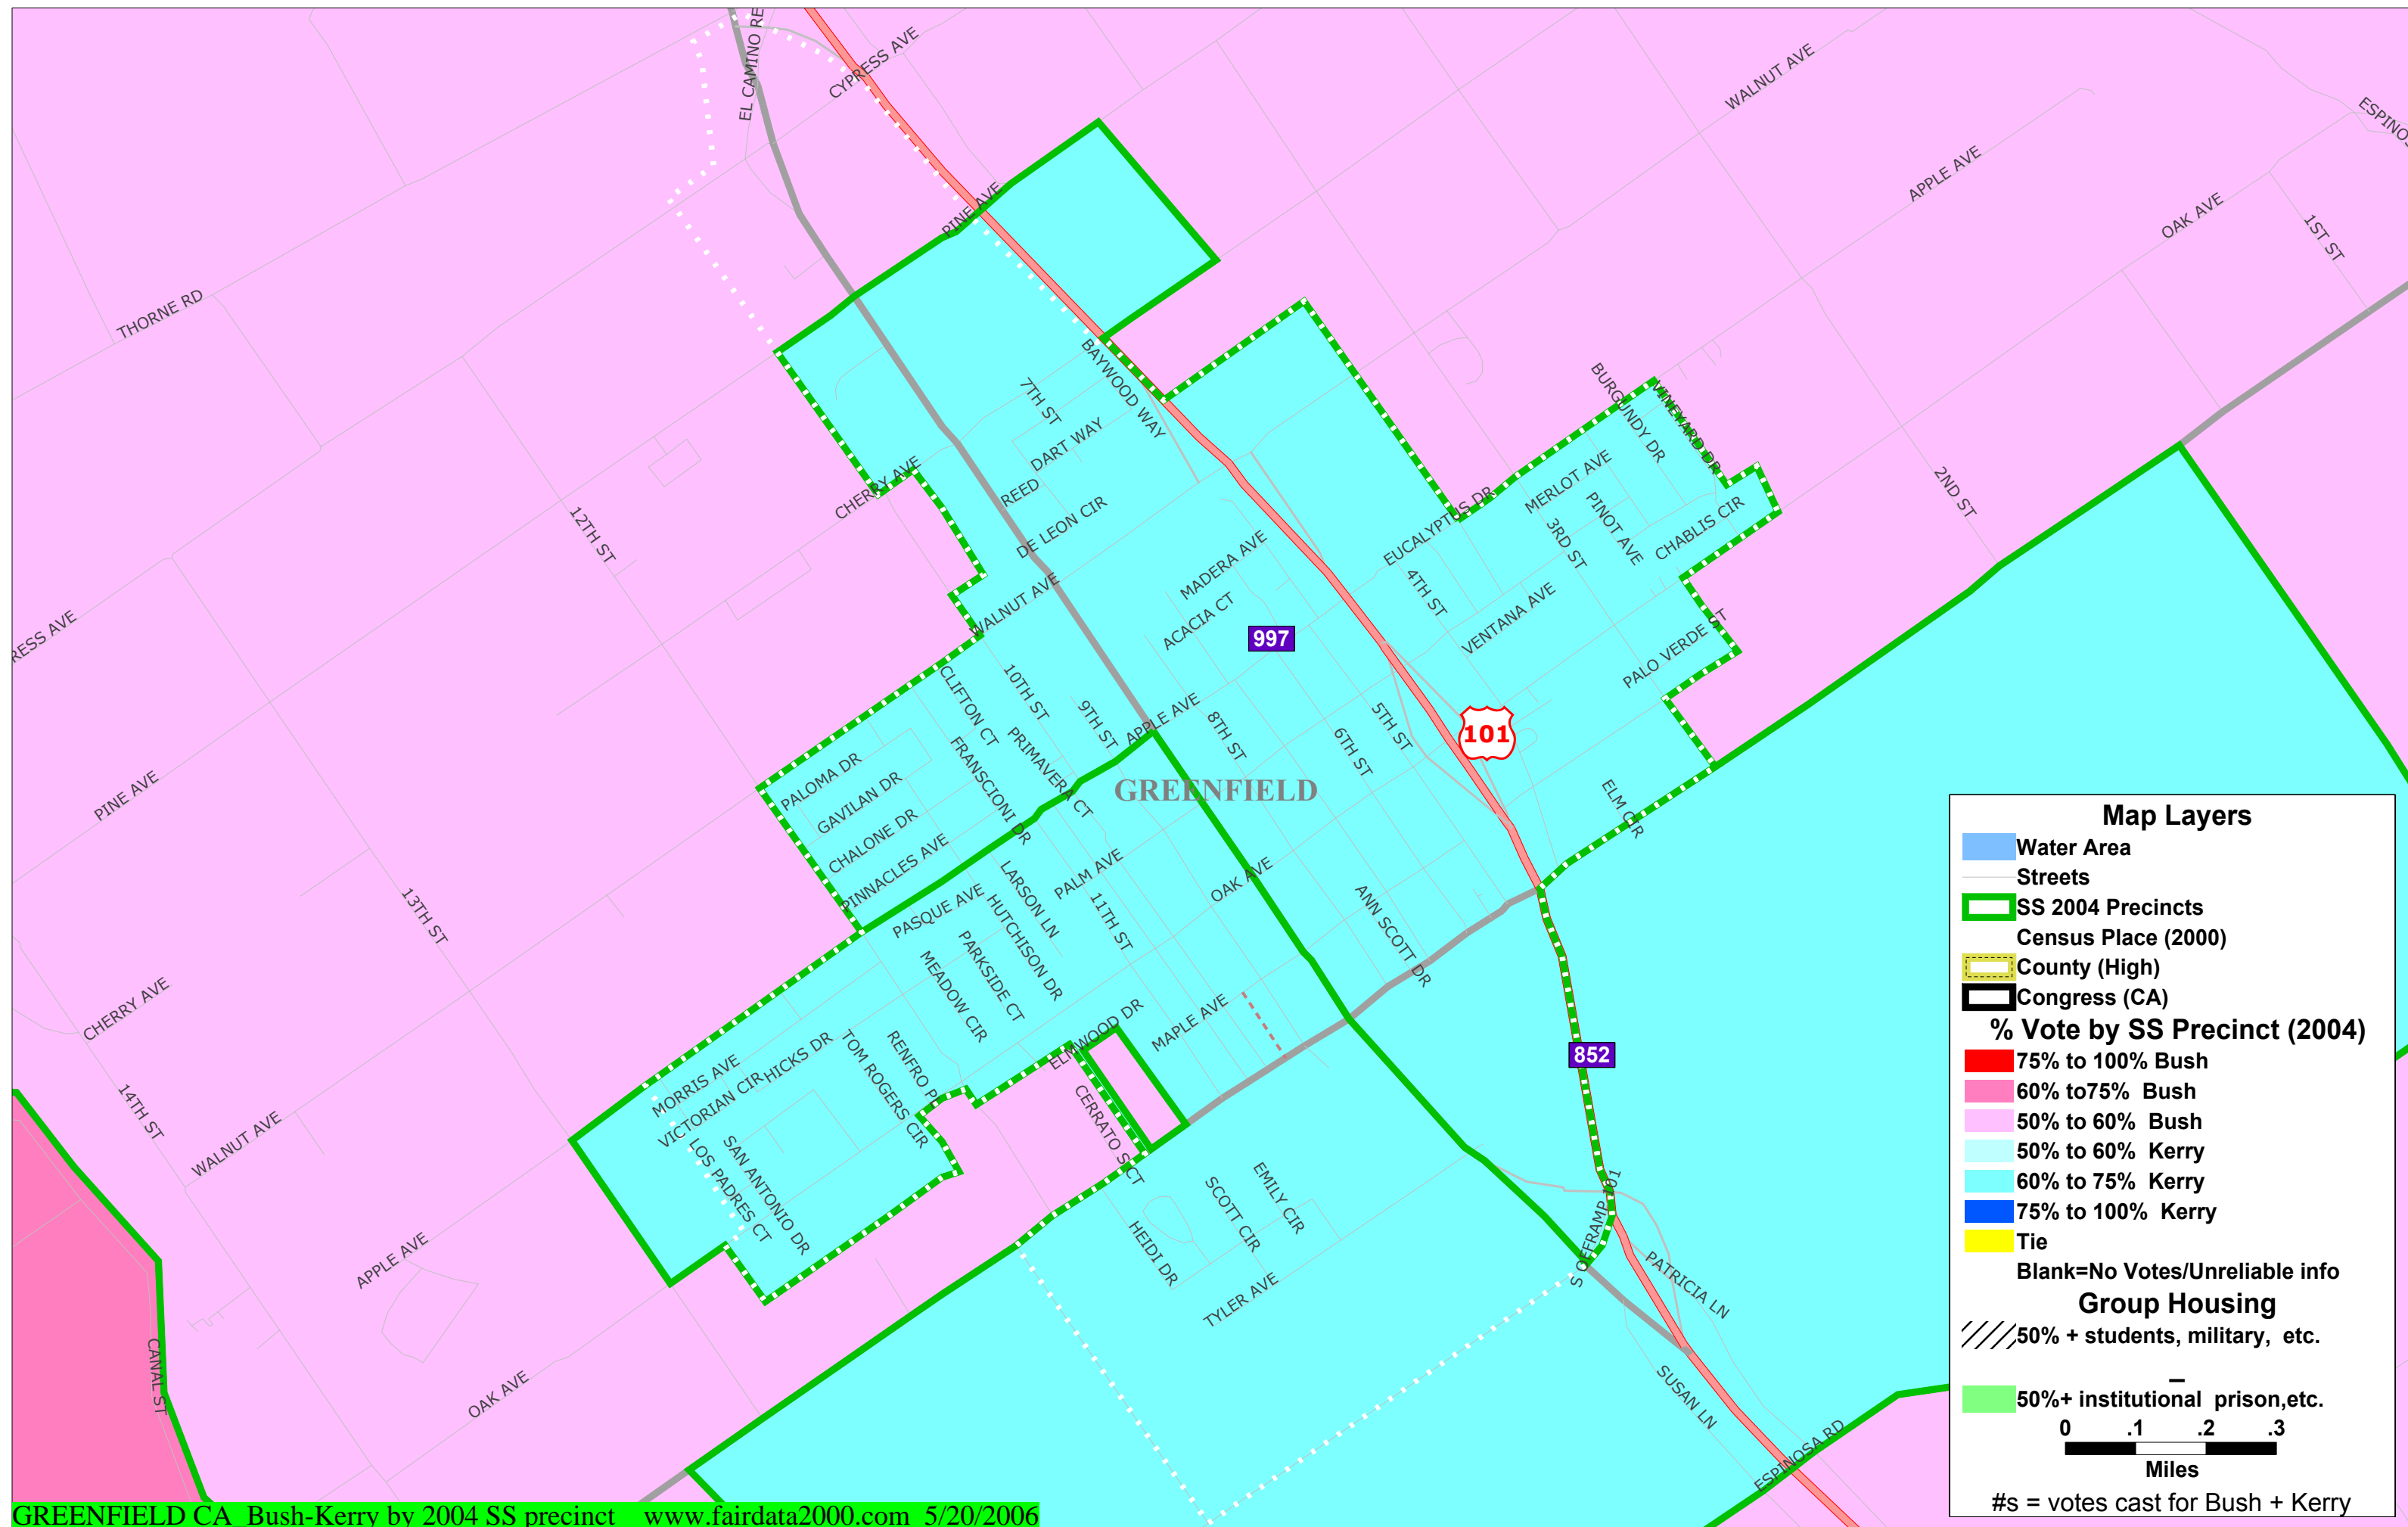 EL CAMINO RE
CYPRESS AVE
WALNUT AVE
ESPINOS
APPLE AVE
OAK AVE
1ST ST
PINE AVE
THORNE RD
BAYWOOD WAY
7TH ST
DART WAY
REED
CHERRY AVE
DE LEON CIR
BURGUNDY DR
VINEYARD DR
MERLOT AVE
PINOT AVE
CHABLIS CIR
EUCALYPTUS DR
3RD ST
2ND ST
12TH ST
MADERA AVE
ACACIA CT
4TH ST
VENTANA AVE
WALNUT AVE
997
PALO VERDE
ST
RESS AVE
CLIFTON CT
10TH ST
9TH ST
APPLE AVE
8TH ST
5TH ST
6TH ST
101
PRIMAVERA CT
FRANSCIONI DR
PALOMA DR
GAVILAN DR
CHALONE DR
PINNACLES AVE
GREENFIELD
ELM CIR
PINE AVE
13TH ST
PASQUE AVE
LARSON LN
HUTCHISON DR
PALM AVE
11TH ST
OAK AVE
ANN SCOTT DR
MEADOW CIR
PARKSIDE CT
CHERRY AVE
ELMWOOD DR
MAPLE AVE
852
MORRIS AVE
VICTORIAN CIR
HICKS DR
TOM ROGERS CIR
RENFRO P
CERRATO S CT
14TH ST
WALNUT AVE
LOS PADRES CT
SAN ANTONIO DR
HEIDI DR
SCOTT CIR
EMILY CIR
TYLER AVE
S OFFRAMP 101
PATRICIA LN
APPLE AVE
CANAL ST
OAK AVE
SUSAN LN
ESPINOSA RD
Map Layers
Water Area
Streets
SS 2004 Precincts
Census Place (2000)
County (High)
Congress (CA)
% Vote by SS Precinct (2004)
75% to 100% Bush
60% to75% Bush
50% to 60% Bush
50% to 60% Kerry
60% to 75% Kerry
75% to 100% Kerry
Tie
Blank=No Votes/Unreliable info
Group Housing
50% + students, military, etc.
50%+ institutional prison,etc.
0 .1 .2 .3
Miles
#s = votes cast for Bush + Kerry
GREENFIELD CA Bush-Kerry by 2004 SS precinct www.fairdata2000.com 5/20/2006